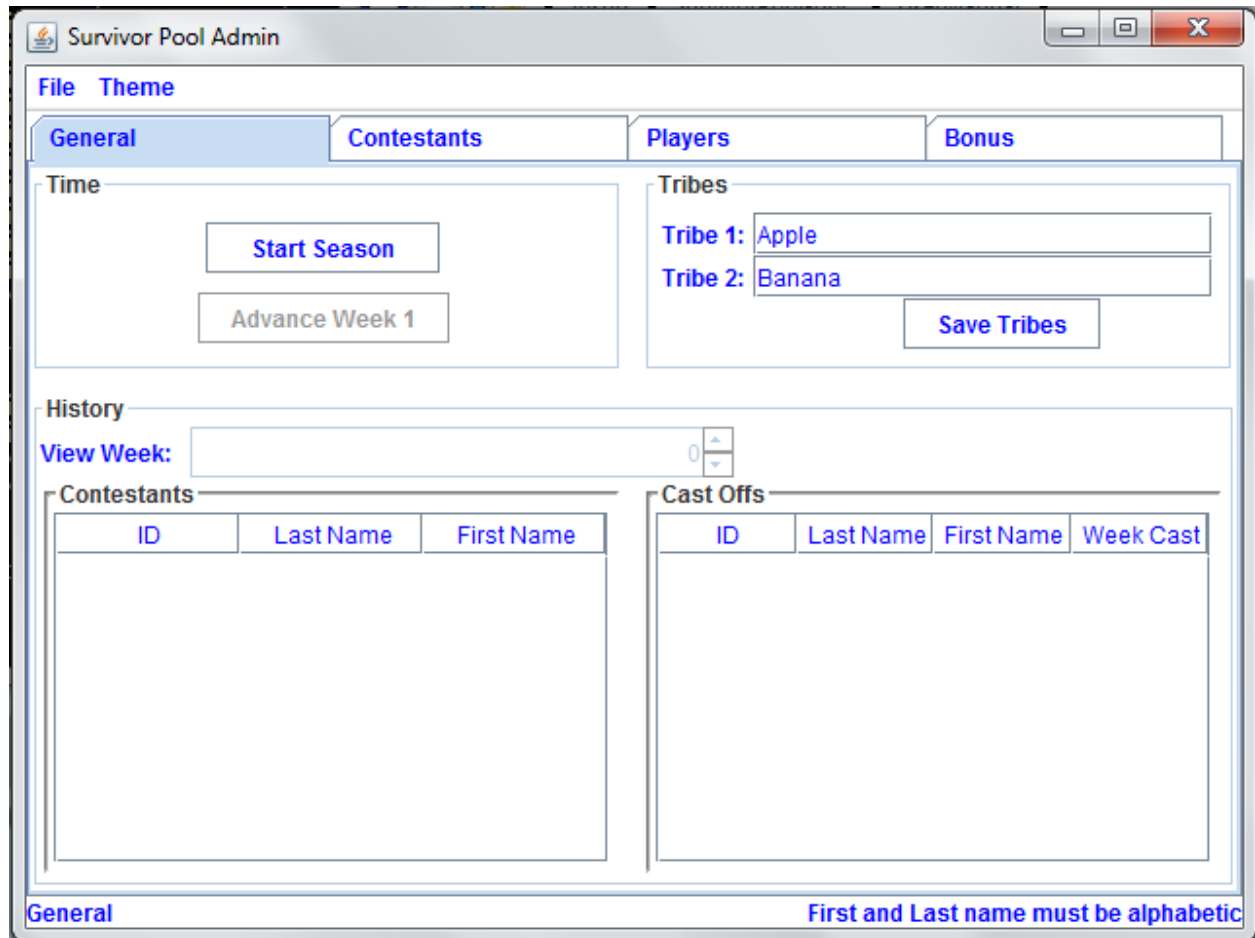 Survivor Pool Admin
File Theme
General Contestants Players Bonus
Time
Start Season
Advance Week 1
Tribes
Tribe 1: Apple
Tribe 2: Banana
Save Tribes
History
View Week: 0
Contestants
ID Last Name First Name
Cast Offs
ID Last Name First Name Week Cast
General First and Last name must be alphabetic